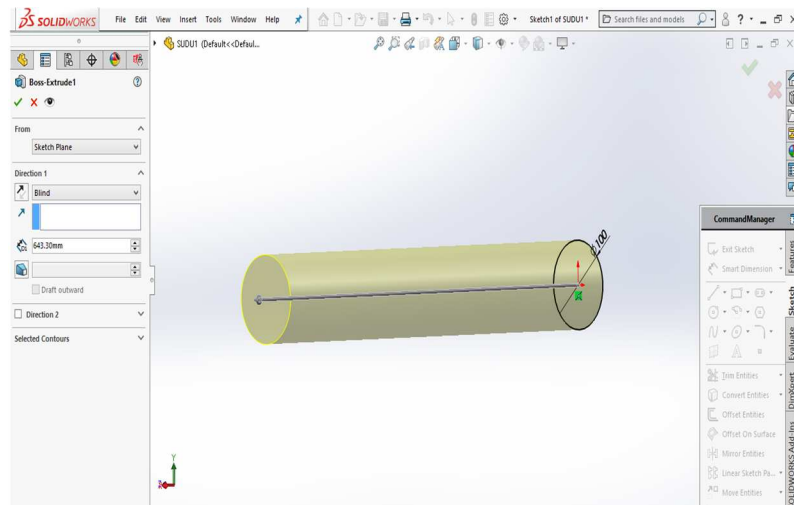 SOLIDWORKS File Edit View Insert Tools Window Help Sketch1 of SUDU1 * Search files and models
SUDU1 (Default<<Defaul...
Boss-Extrude1
From
Sketch Plane
Direction 1
Blind
643.30mm
Draft outward
Direction 2
Selected Contours
100
Y
CommandManager
Exit Sketch
Smart Dimension
Trim Entities
Convert Entities
Offset Entities
Offset On Surface
Mirror Entities
Linear Sketch Pa...
Move Entities
Features
Sketch
Evaluate
DimXpert
SOLIDWORKS Add-Ins